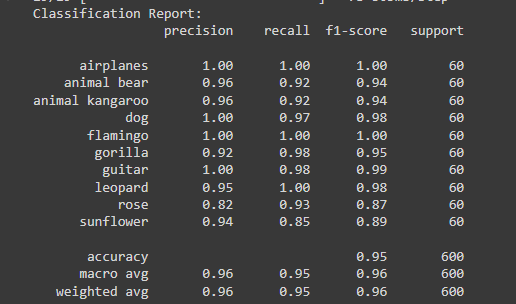 Classification Report:
precision recall f1-score support
airplanes 1.00 1.00 1.00 60
animal bear 0.96 0.92 0.94 60
animal kangaroo 0.96 0.92 0.94 60
dog 1.00 0.97 0.98 60
flamingo 1.00 1.00 1.00 60
gorilla 0.92 0.98 0.95 60
guitar 1.00 0.98 0.99 60
leopard 0.95 1.00 0.98 60
rose 0.82 0.93 0.87 60
sunflower 0.94 0.85 0.89 60
accuracy 0.95 600
macro avg 0.96 0.95 0.96 600
weighted avg 0.96 0.95 0.96 600